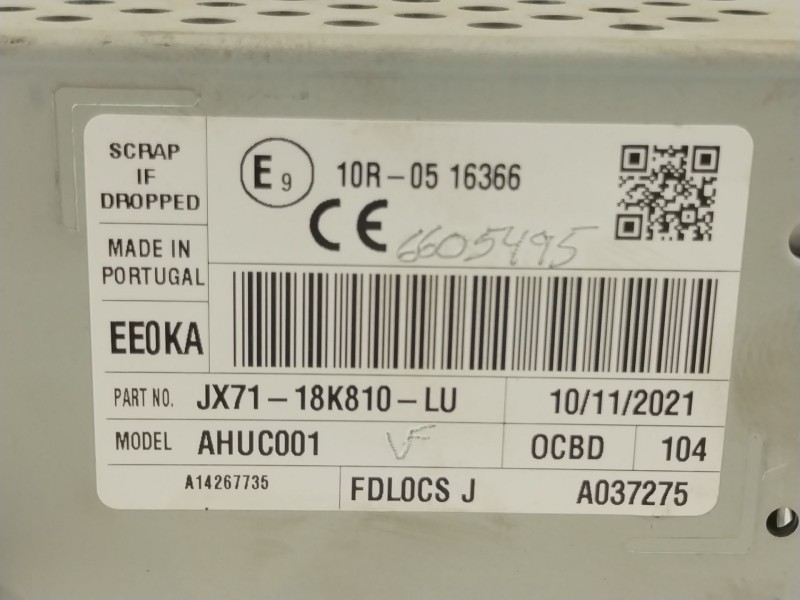 SCRAP
IF
DROPPED
E9
10R-05 16366
CE
6605495
MADE IN
PORTUGAL
EE0KA
PART NO. JX71-18K810-LU 10/11/2021
MODEL AHUC001 VF OCBD 104
A14267735 FDLOCS J A037275